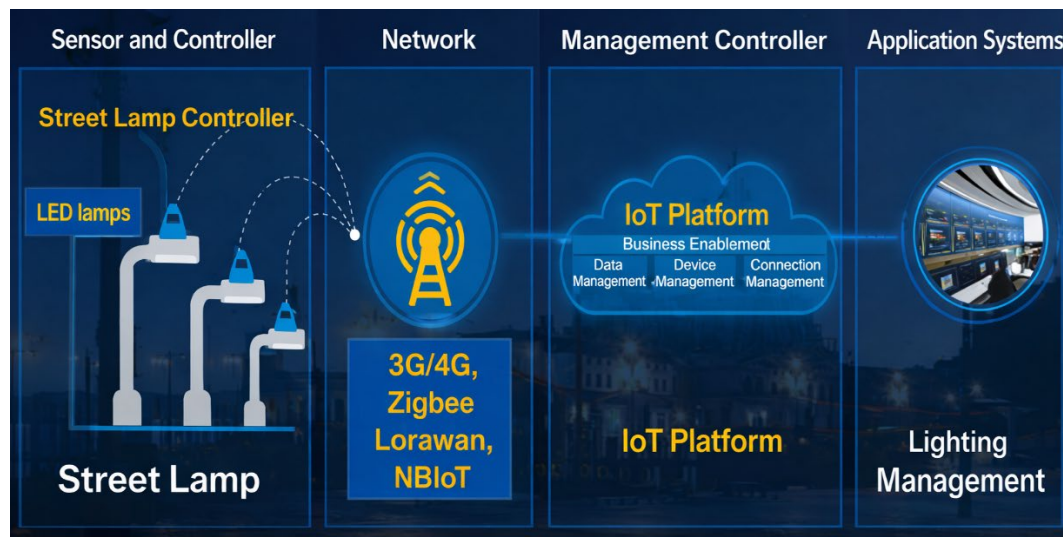 Sensor and Controller
Network
Management Controller
Application Systems
Street Lamp Controller
LED lamps
Street Lamp
3G/4G,
Zigbee
Lorawan,
NBIoT
IoT Platform
Business Enablement
Data
Management
Device
Management
Connection
Management
IoT Platform
Lighting
Management